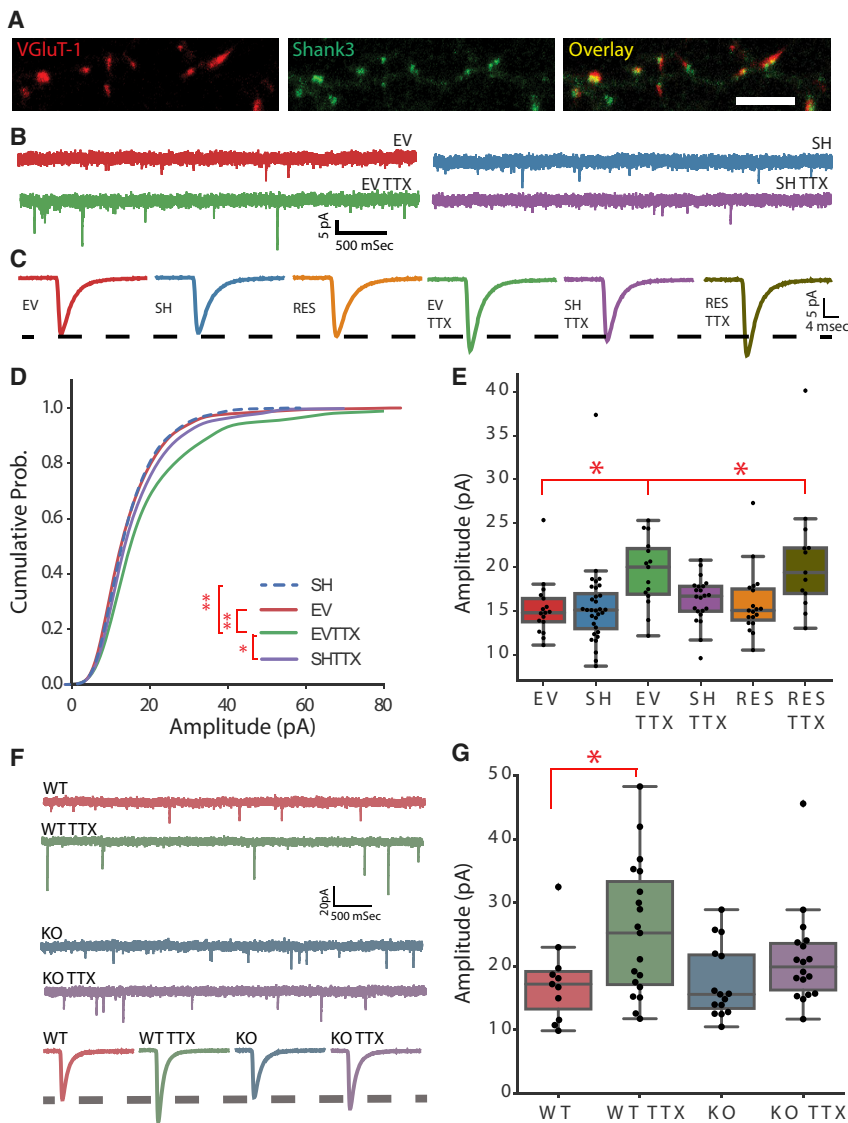 A
VGluT-1
Shank3
Overlay
B
EV
SH
EV TTX
SH TTX
5 pA
500 mSec
C
EV
SH
RES
EV
TTX
SH
TTX
RES
TTX
5 pA
4 msec
D
Cumulative Prob.
1.0
0.8
0.6
0.4
0.2
0.0
0
20
40
60
80
Amplitude (pA)
SH
EV
EVTTX
SHTTX
**
**
*
E
Amplitude (pA)
40
35
30
25
20
15
10
*
*
EV
SH
EV
TTX
SH
TTX
RES
RES
TTX
F
WT
WT TTX
20pA
500 mSec
KO
KO TTX
WT
WT TTX
KO
KO TTX
G
Amplitude (pA)
50
40
30
20
10
0
*
WT
WT TTX
KO
KO TTX